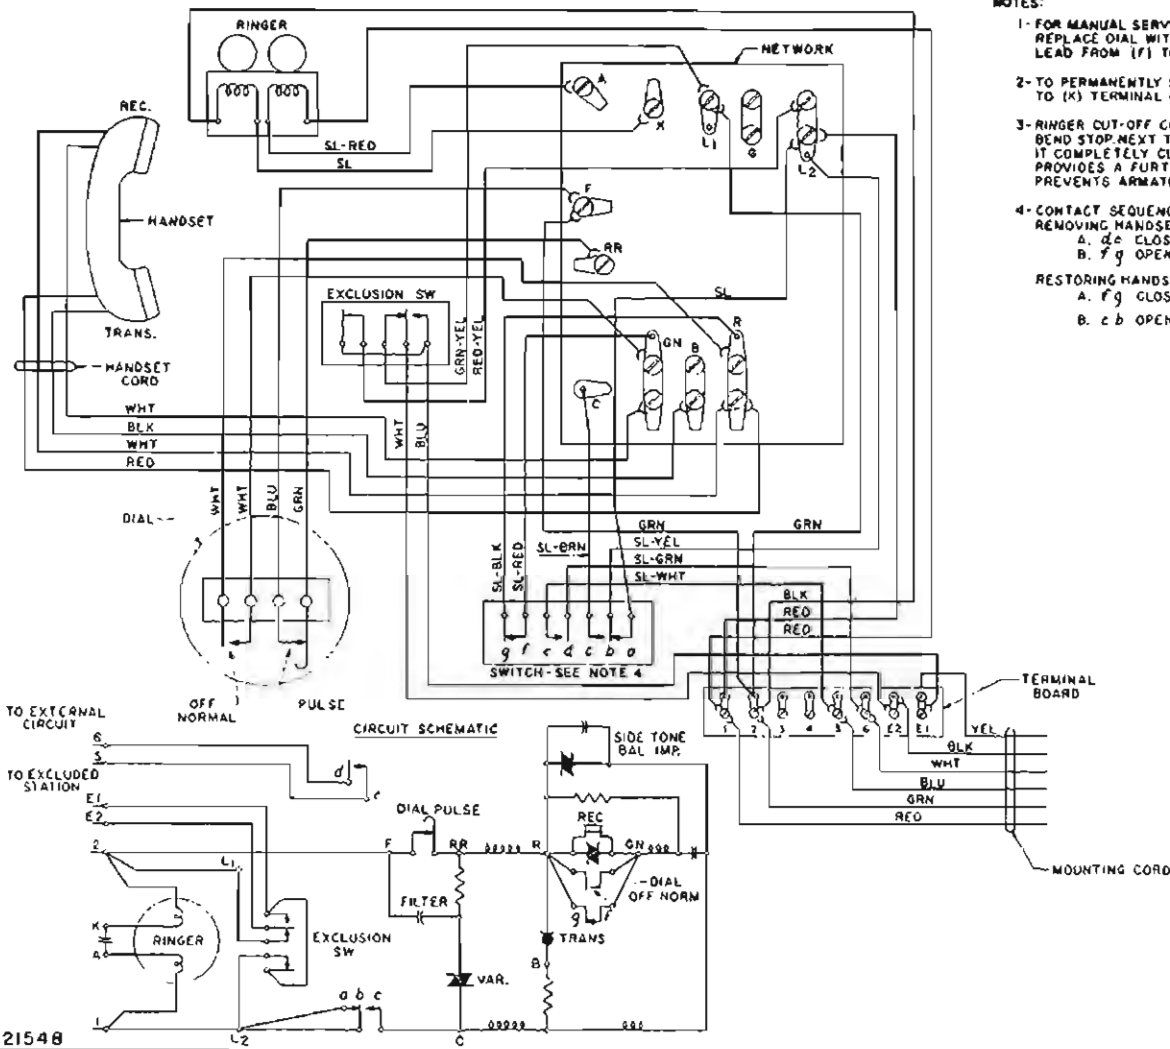 NOTES:
1- FOR MANUAL SERV
REPLACE DIAL WIT
LEAD FROM (F) T
2- TO PERMANENTLY
TO (K) TERMINAL
3- RINGER CUT-OFF C
BEND STOP NEXT T
IT COMPLETELY CL
PROVIDES A FURT
PREVENTS ARMAT
4- CONTACT SEQUENC
REMOVING HANDSE
A. dc CLOS
B. fg OPEN
RESTORING HANDS
A. fg CLOS
B. cb OPEN
RINGER
NETWORK
REC.
A
K
L1
G
L2
SL-RED
SL
HANDSET
F
RR
TRANS.
EXCLUSION SW
GRN-YEL
RED-YEL
SL
GN
B
R
C
HANDSET
CORD
WHT
BLK
WHT
RED
WHT
BLU
WHT
WHT
BLU
GRN
DIAL
SL-BLK
SL-RED
SL-BRN
GRN
GRN
SL-YEL
SL-GRN
SL-WHT
BLK
RED
RED
g f e d c b a
SWITCH-SEE NOTE 4
OFF
NORMAL
PULSE
TERMINAL
BOARD
1 2 3 4 5 6 E2 E1
YEL
BLK
WHT
BLU
GRN
RED
MOUNTING CORD
CIRCUIT SCHEMATIC
TO EXTERNAL
CIRCUIT
6
5
TO EXCLUDED
STATION
E1
E2
2
d
c
L1
K
A
RINGER
1
EXCLUSION
SW
L2
a b c
DIAL PULSE
F
RR
FILTER
VAR.
C
SIDE TONE
BAL IMP.
REC
R
GN
DIAL
OFF NORM
g f
TRANS
B
21548